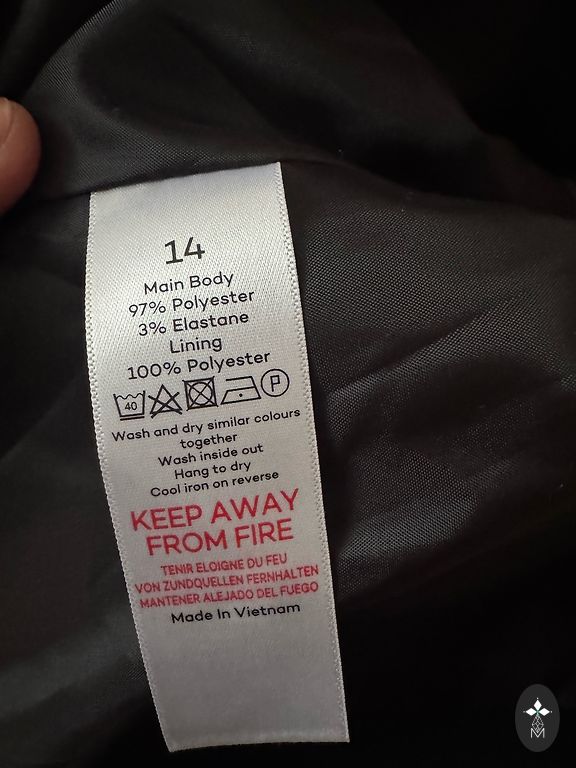 14
Main Body
97% Polyester
3% Elastane
Lining
100% Polyester
40 P
Wash and dry similar colours
together
Wash inside out
Hang to dry
Cool iron on reverse
KEEP AWAY
FROM FIRE
TENIR ELOIGNE DU FEU
VON ZUNDQUELLEN FERNHALTEN
MANTENER ALEJADO DEL FUEGO
Made In Vietnam
M